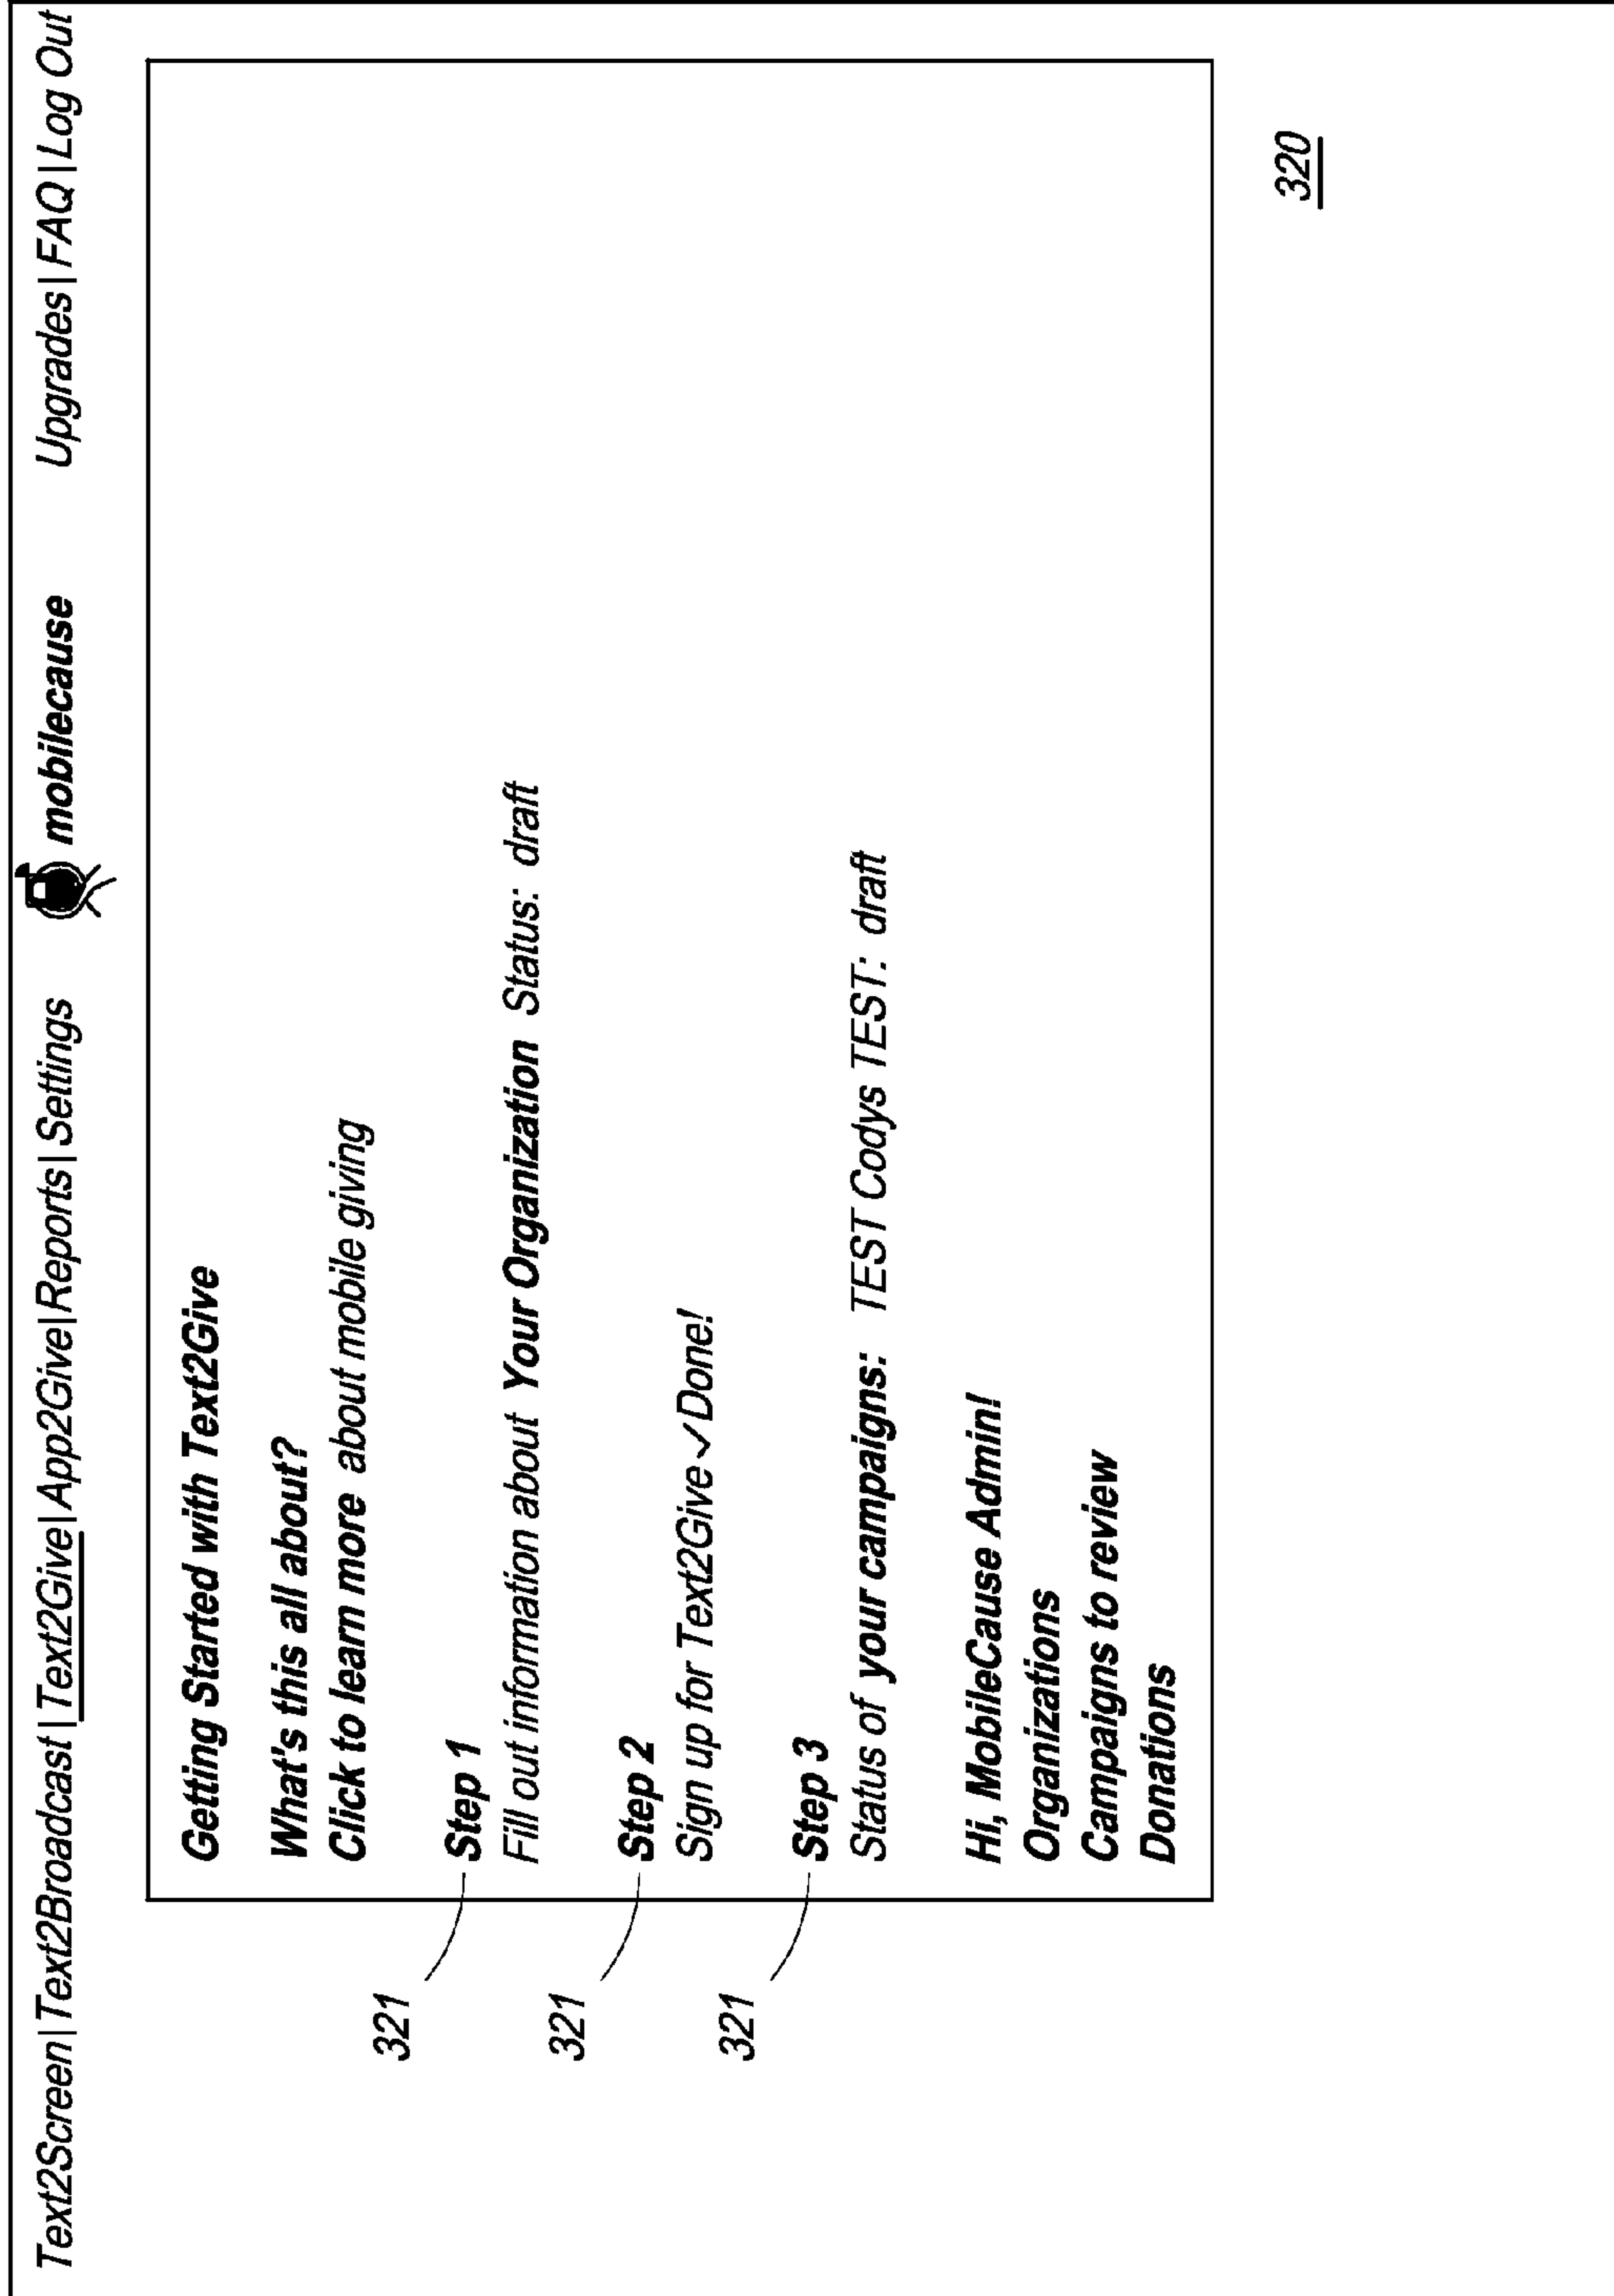 Text2Screen|Text2Broadcast|Text2Give|App2Give|Reports|Settings mobilecause Upgrades|FAQ|Log Out
Getting Started with Text2Give
What's this all about?
Click to learn more about mobile giving
321
Step 1
Fill out information about Your Organization Status: draft
321
Step 2
Sign up for Text2Give ✓Done!
321
Step 3
Status of your campaigns: TEST Codys TEST: draft
Hi, MobileCause Admin!
Organizations
Campaigns to review
Donations
320